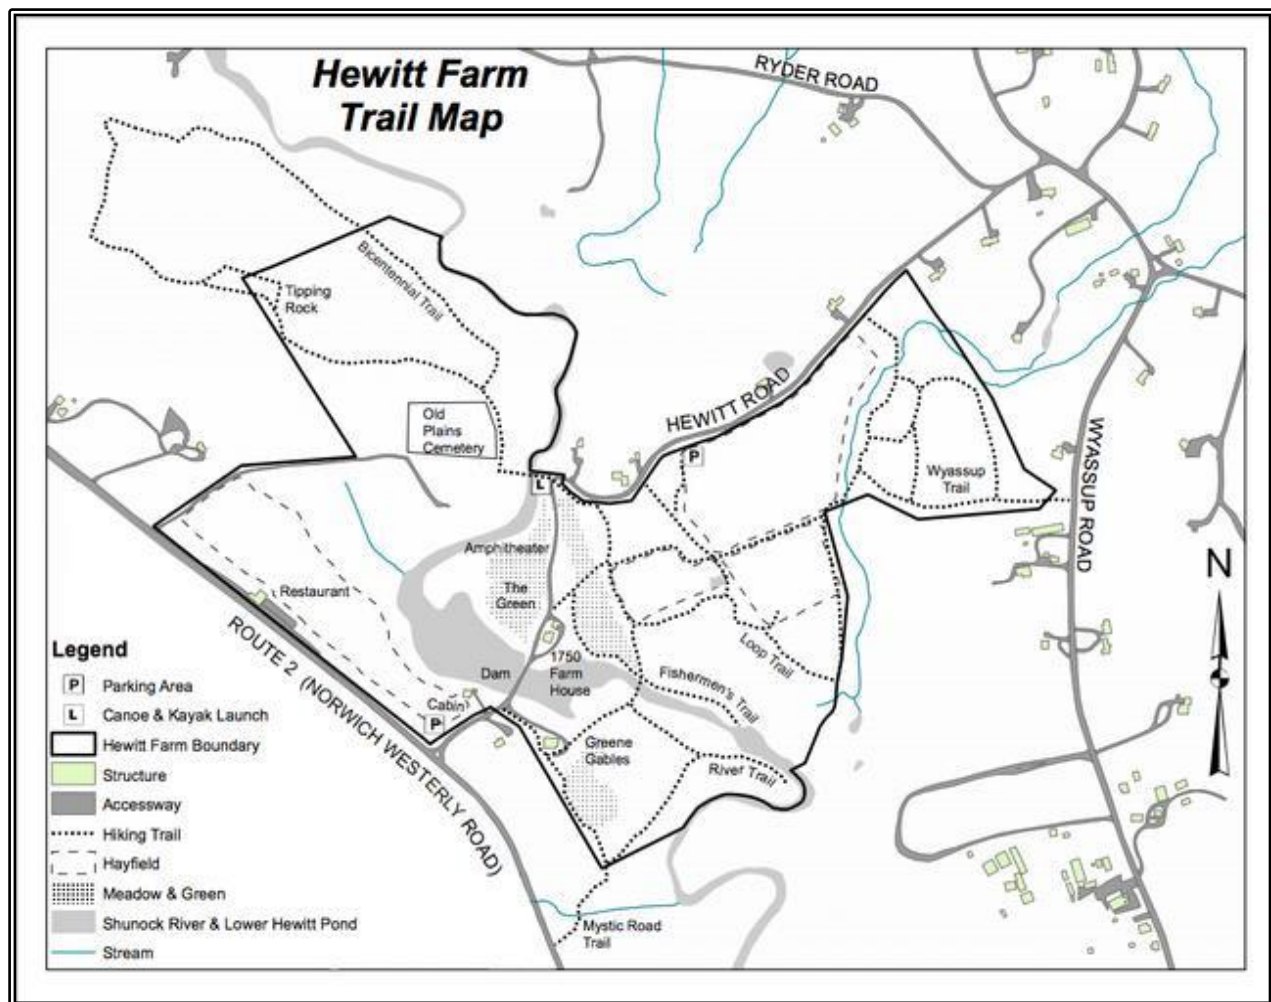 Hewitt Farm
Trail Map
RYDER ROAD
Bicentennial Trail
Tipping
Rock
HEWITT ROAD
Old
Plains
Cemetery
P
L
Wyassup
Trail
WYASSUP ROAD
Amphitheater
The
Green
Restaurant
ROUTE 2 (NORWICH WESTERLY ROAD)
Dam
1750
Farm
House
Loop Trail
Fishermen's Trail
Cabin
P
Greene
Gables
River Trail
Mystic Road
Trail
N
Legend
P Parking Area
L Canoe & Kayak Launch
Hewitt Farm Boundary
Structure
Accessway
Hiking Trail
Hayfield
Meadow & Green
Shunock River & Lower Hewitt Pond
Stream